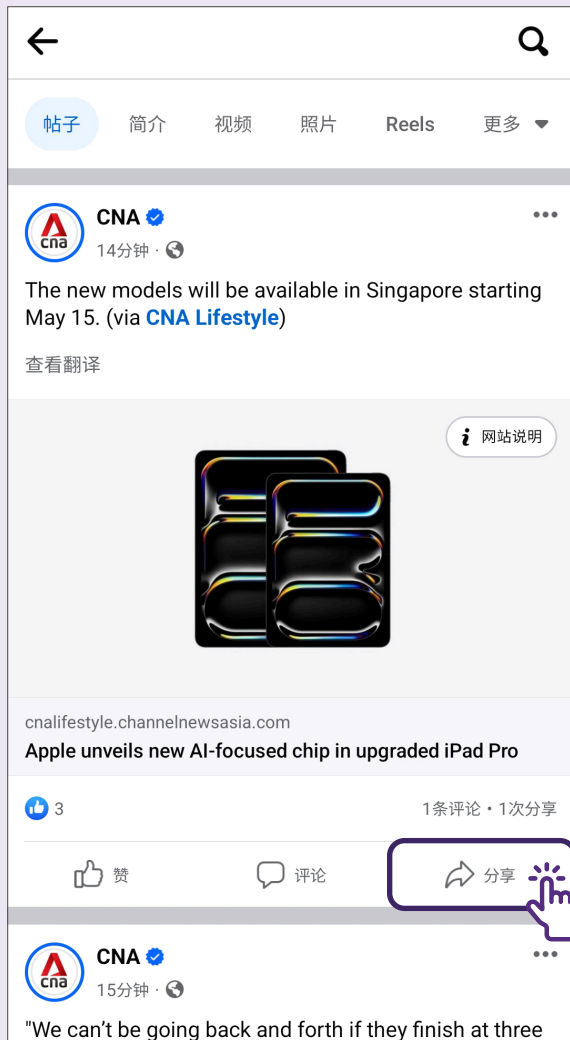 帖子 简介 视频 照片 Reels 更多
cna
CNA
14分钟 ·
The new models will be available in Singapore starting
May 15. (via CNA Lifestyle)
查看翻译
i 网站说明
cnalifestyle.channelnewsasia.com
Apple unveils new AI-focused chip in upgraded iPad Pro
3 1条评论 · 1次分享
赞 评论 分享
cna
CNA
15分钟 ·
"We can’t be going back and forth if they finish at three